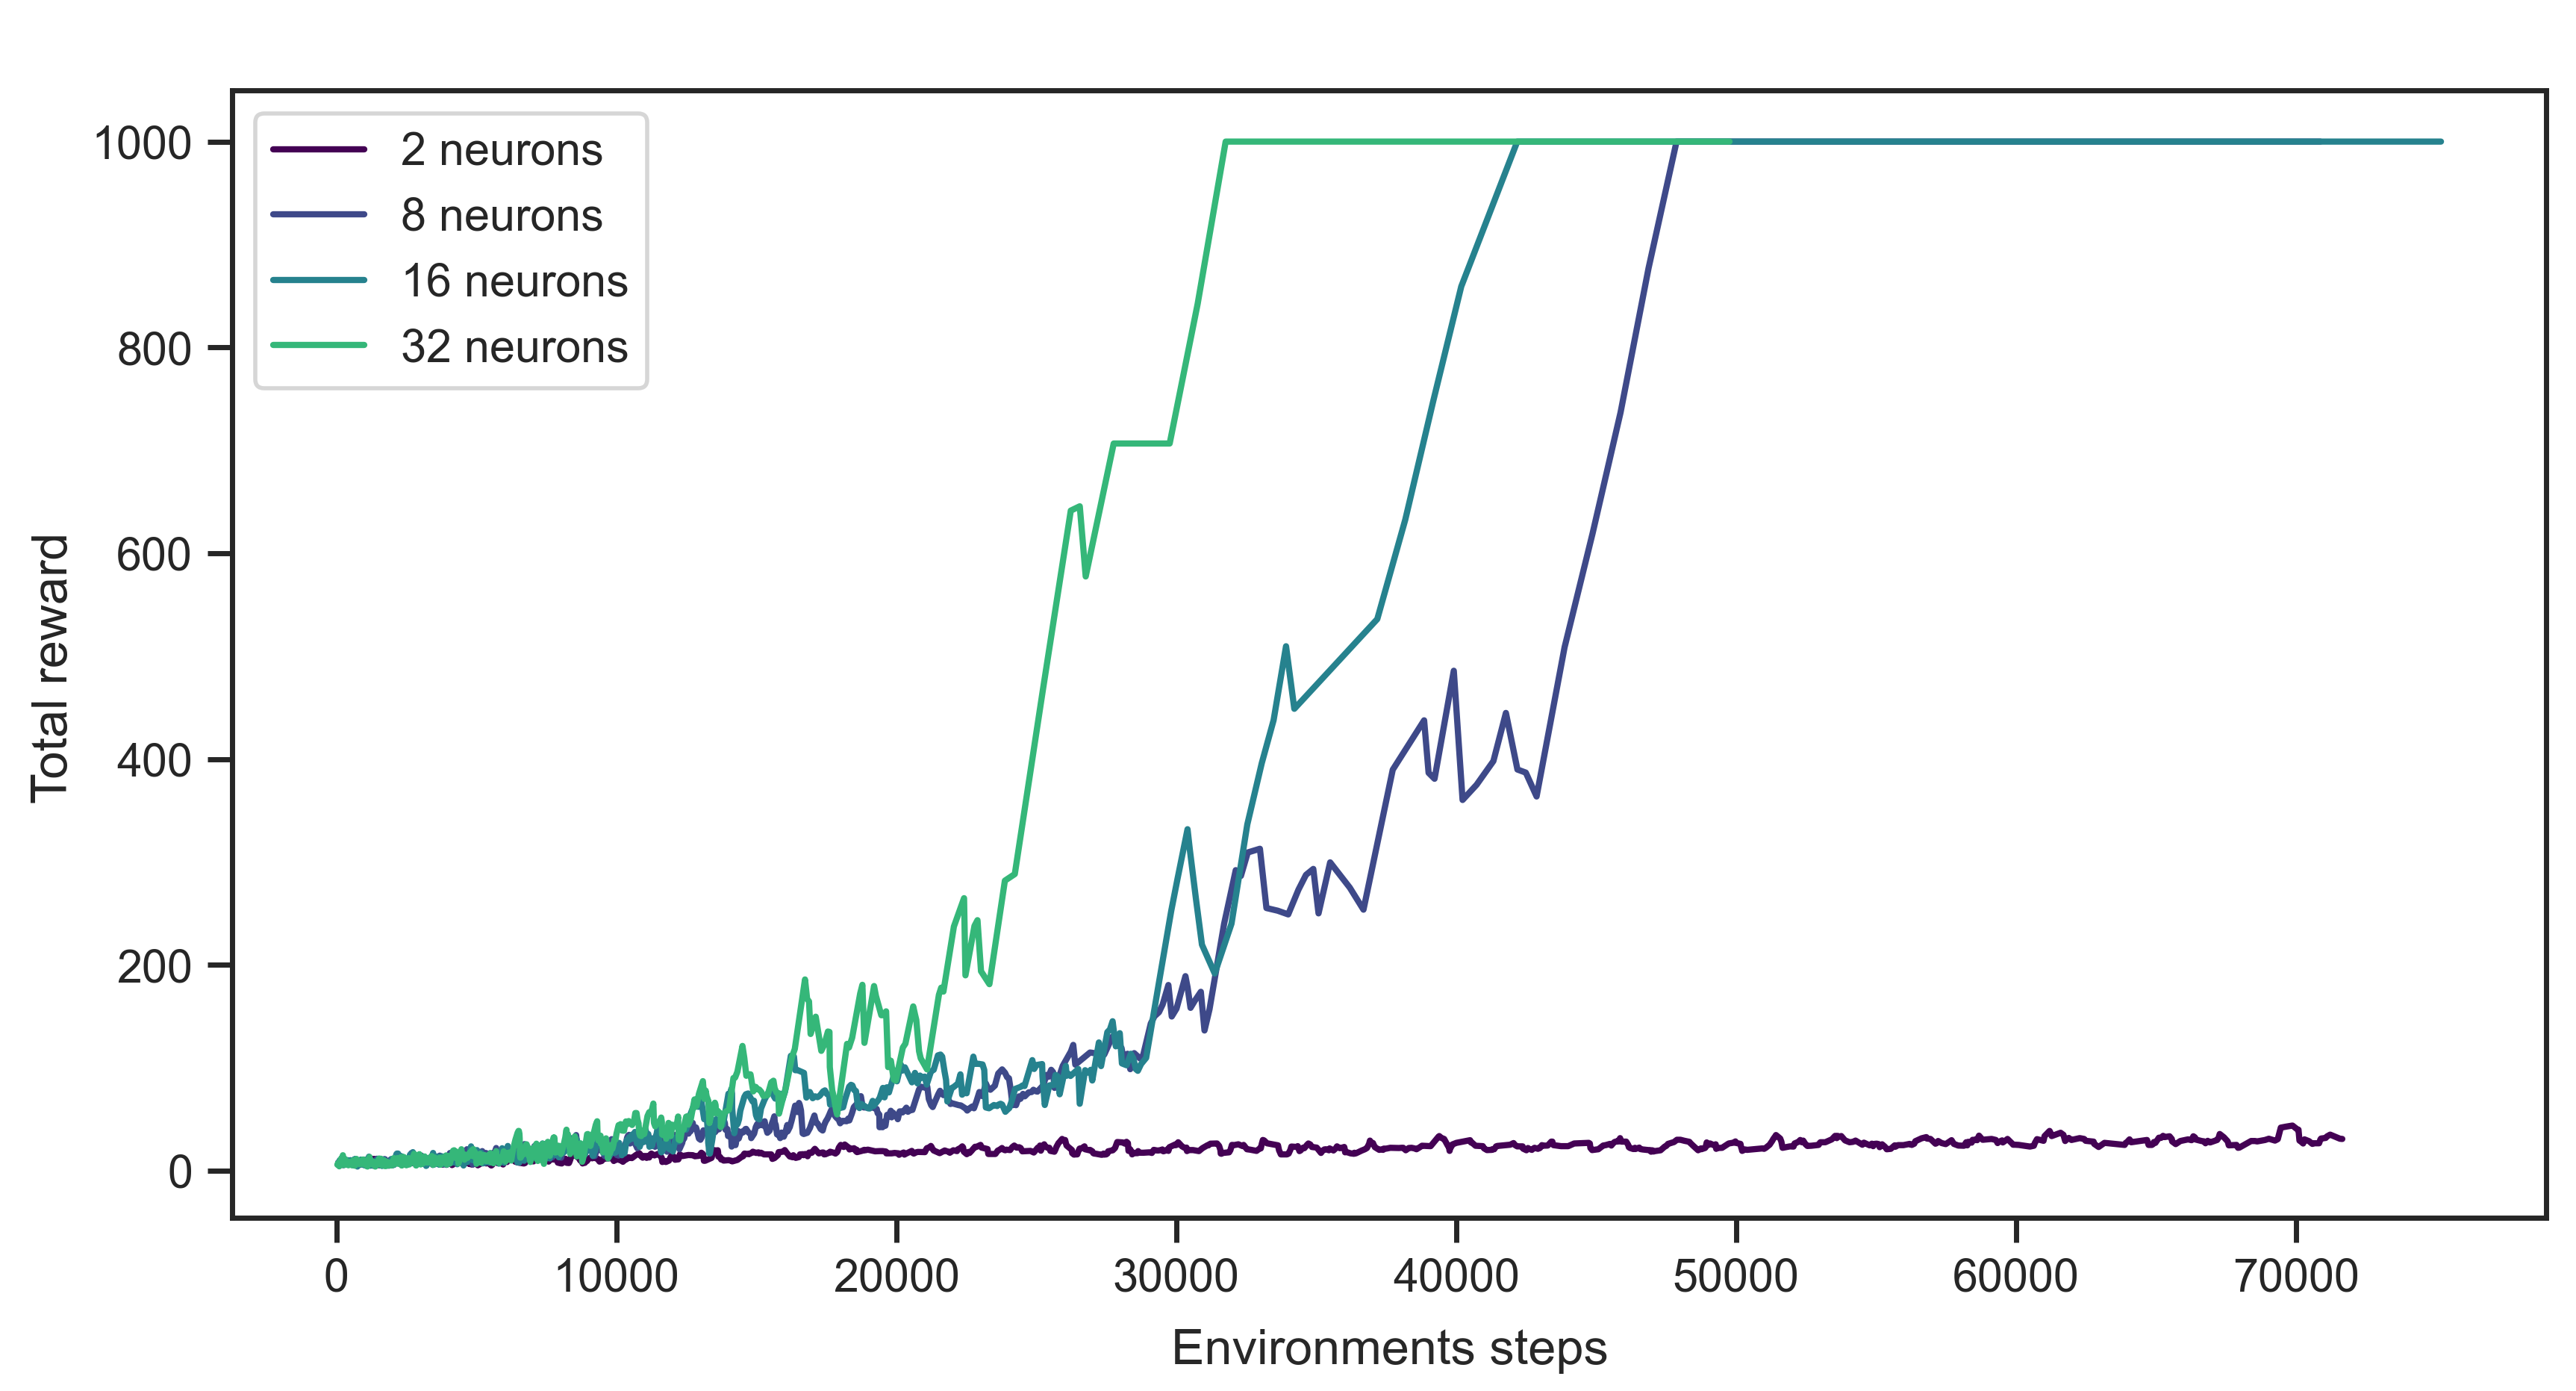 2 neurons
8 neurons
16 neurons
32 neurons
Total reward
1000
800
600
400
200
0
0 10000 20000 30000 40000 50000 60000 70000
Environments steps